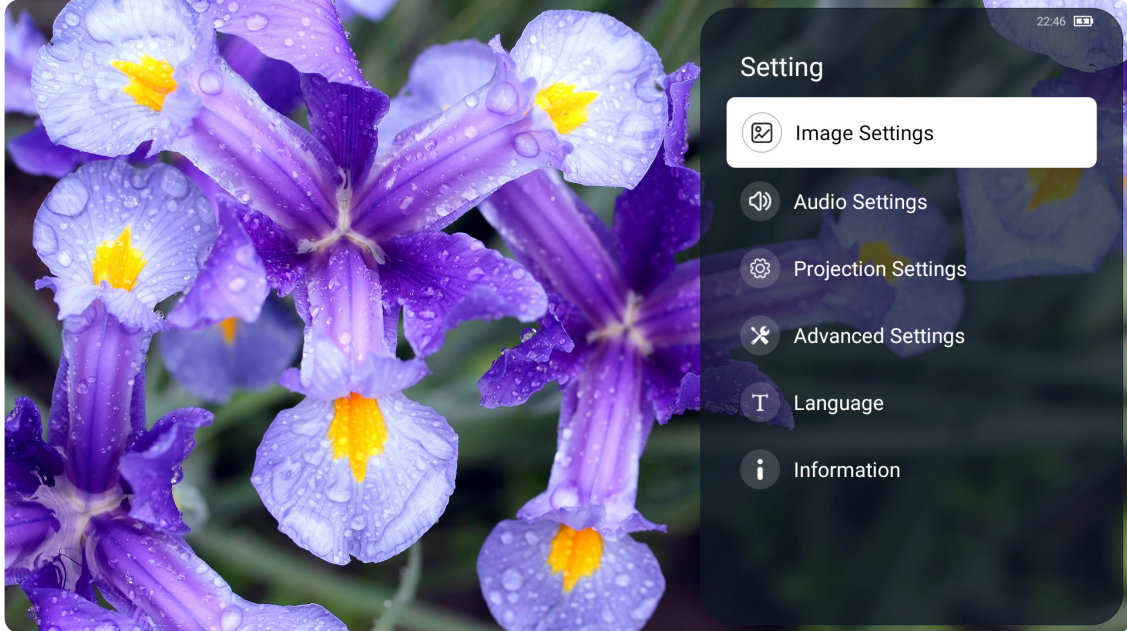 22:46
Setting
Image Settings
Audio Settings
Projection Settings
Advanced Settings
Language
Information